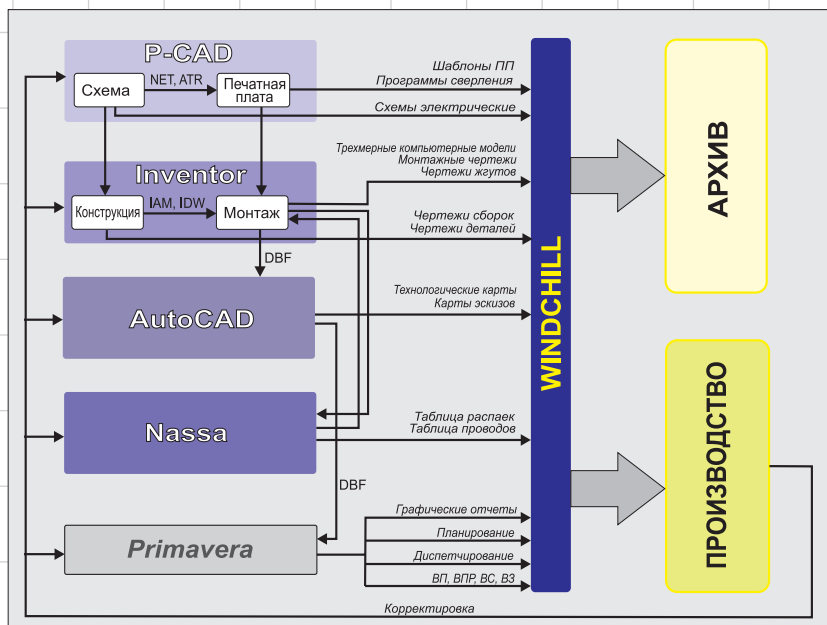 P-CAD
Схема
NET, ATR
Печатная
плата
Шаблоны ПП
Программы сверления
Схемы электрические
Inventor
Конструкция
IAM, IDW
Монтаж
Трехмерные компьютерные модели
Монтажные чертежи
Чертежи жгутов
Чертежи сборок
Чертежи деталей
DBF
AutoCAD
Технологические карты
Карты эскизов
Nassa
Таблица распаек
Таблица проводов
DBF
Primavera
Графические отчеты
Планирование
Диспетчирование
ВП, ВПР, ВС, ВЗ
WINDCHILL
АРХИВ
ПРОИЗВОДСТВО
Корректировка